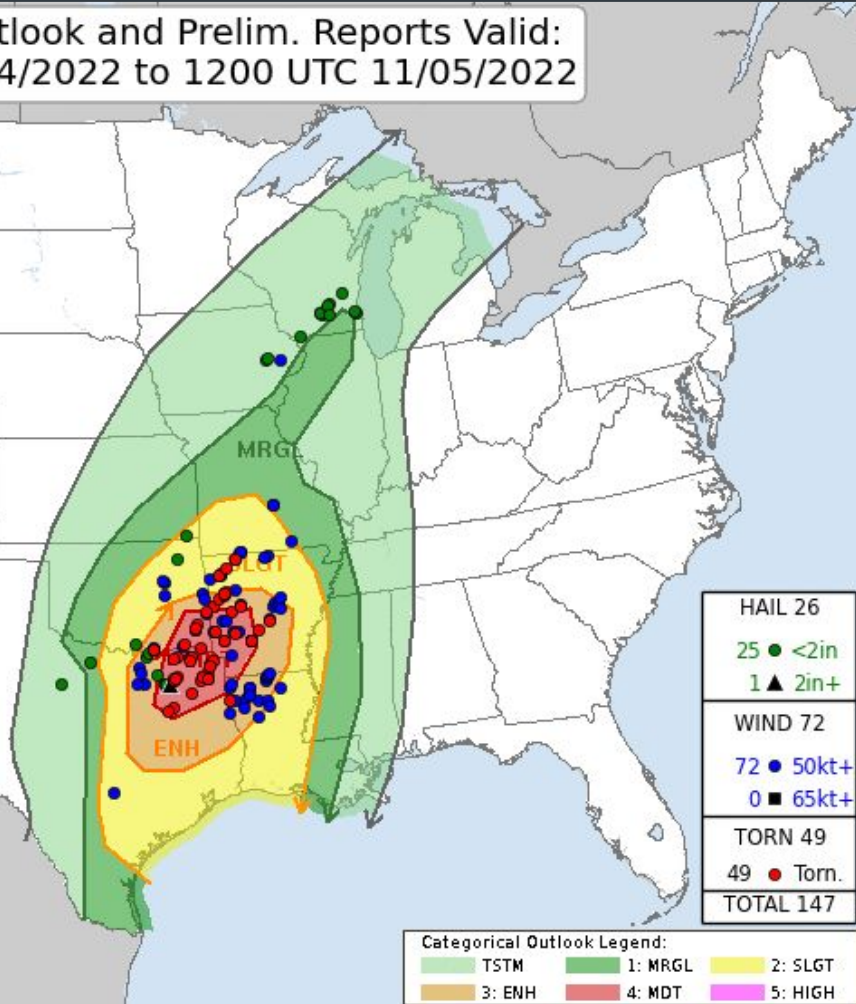 tlook and Prelim. Reports Valid:
4/2022 to 1200 UTC 11/05/2022
MRGL
SLGT
ENH
HAIL 26
25 <2in
1 2in+
WIND 72
72 50kt+
0 65kt+
TORN 49
49 Torn.
TOTAL 147
Categorical Outlook Legend:
TSTM 1: MRGL 2: SLGT
3: ENH 4: MDT 5: HIGH